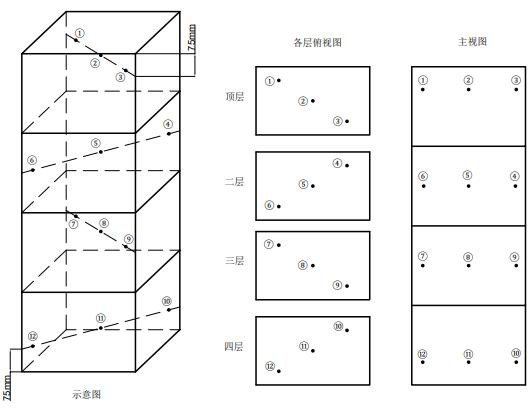 各层俯视图
主视图
① ② ③
75mm
顶层
① ② ③
① ② ③
④ ⑤ ⑥
二层
④ ⑤ ⑥
⑥ ⑤ ④
⑦ ⑧ ⑨
三层
⑦ ⑧ ⑨
⑦ ⑧ ⑨
⑩ ⑪ ⑫
四层
⑩ ⑪ ⑫
⑫ ⑪ ⑩
75mm
示意图